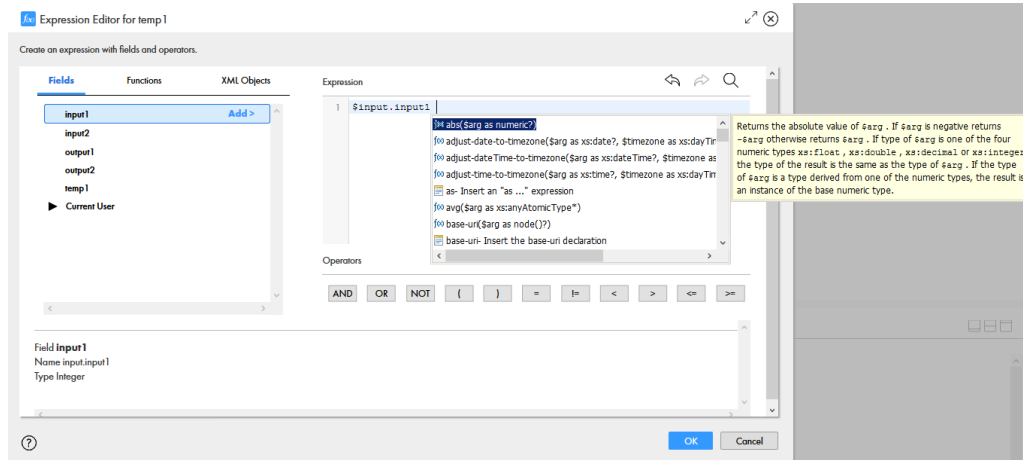 f(x) Expression Editor for temp1
Create an expression with fields and operators.
Fields Functions XML Objects
input1 Add >
input2
output1
output2
temp1
Current User
Expression
1 $input.input1
f(x) abs($arg as numeric?)
f(x) adjust-date-to-timezone($arg as xs:date?, $timezone as xs:dayTim
f(x) adjust-dateTime-to-timezone($arg as xs:dateTime?, $timezone as
f(x) adjust-time-to-timezone($arg as xs:time?, $timezone as xs:dayTim
as- Insert an "as ..." expression
f(x) avg($arg as xs:anyAtomicType*)
f(x) base-uri($arg as node()?)
base-uri- Insert the base-uri declaration
Returns the absolute value of $arg. If $arg is negative returns
-$arg otherwise returns $arg. If type of $arg is one of the four
numeric types xs:float, xs:double, xs:decimal or xs:integer
the type of the result is the same as the type of $arg. If the type
of $arg is a type derived from one of the numeric types, the result is
an instance of the base numeric type.
Operators
AND OR NOT ( ) = != < > <= >=
Field input1
Name input.input1
Type Integer
? OK Cancel